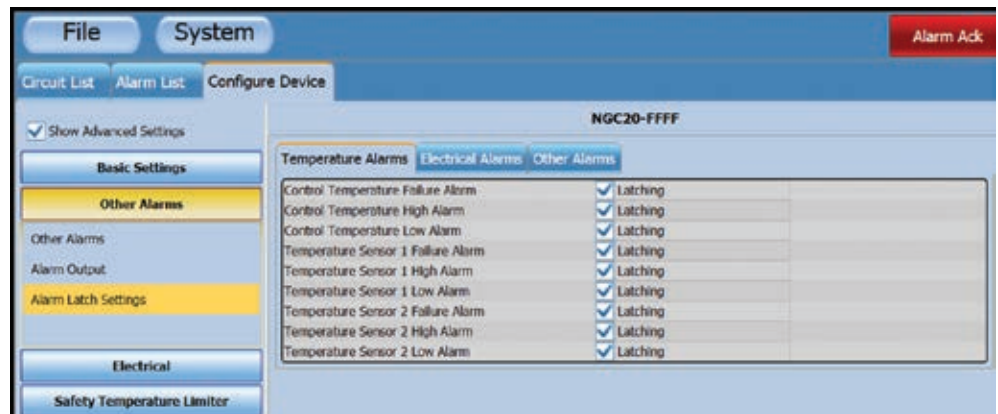 File System
Alarm Ack
Circuit List Alarm List Configure Device
NGC20-FFFF
Show Advanced Settings
Basic Settings
Other Alarms
Other Alarms
Alarm Output
Alarm Latch Settings
Electrical
Safety Temperature Limiter
Temperature Alarms Electrical Alarms Other Alarms
Control Temperature Failure Alarm Latching
Control Temperature High Alarm Latching
Control Temperature Low Alarm Latching
Temperature Sensor 1 Failure Alarm Latching
Temperature Sensor 1 High Alarm Latching
Temperature Sensor 1 Low Alarm Latching
Temperature Sensor 2 Failure Alarm Latching
Temperature Sensor 2 High Alarm Latching
Temperature Sensor 2 Low Alarm Latching